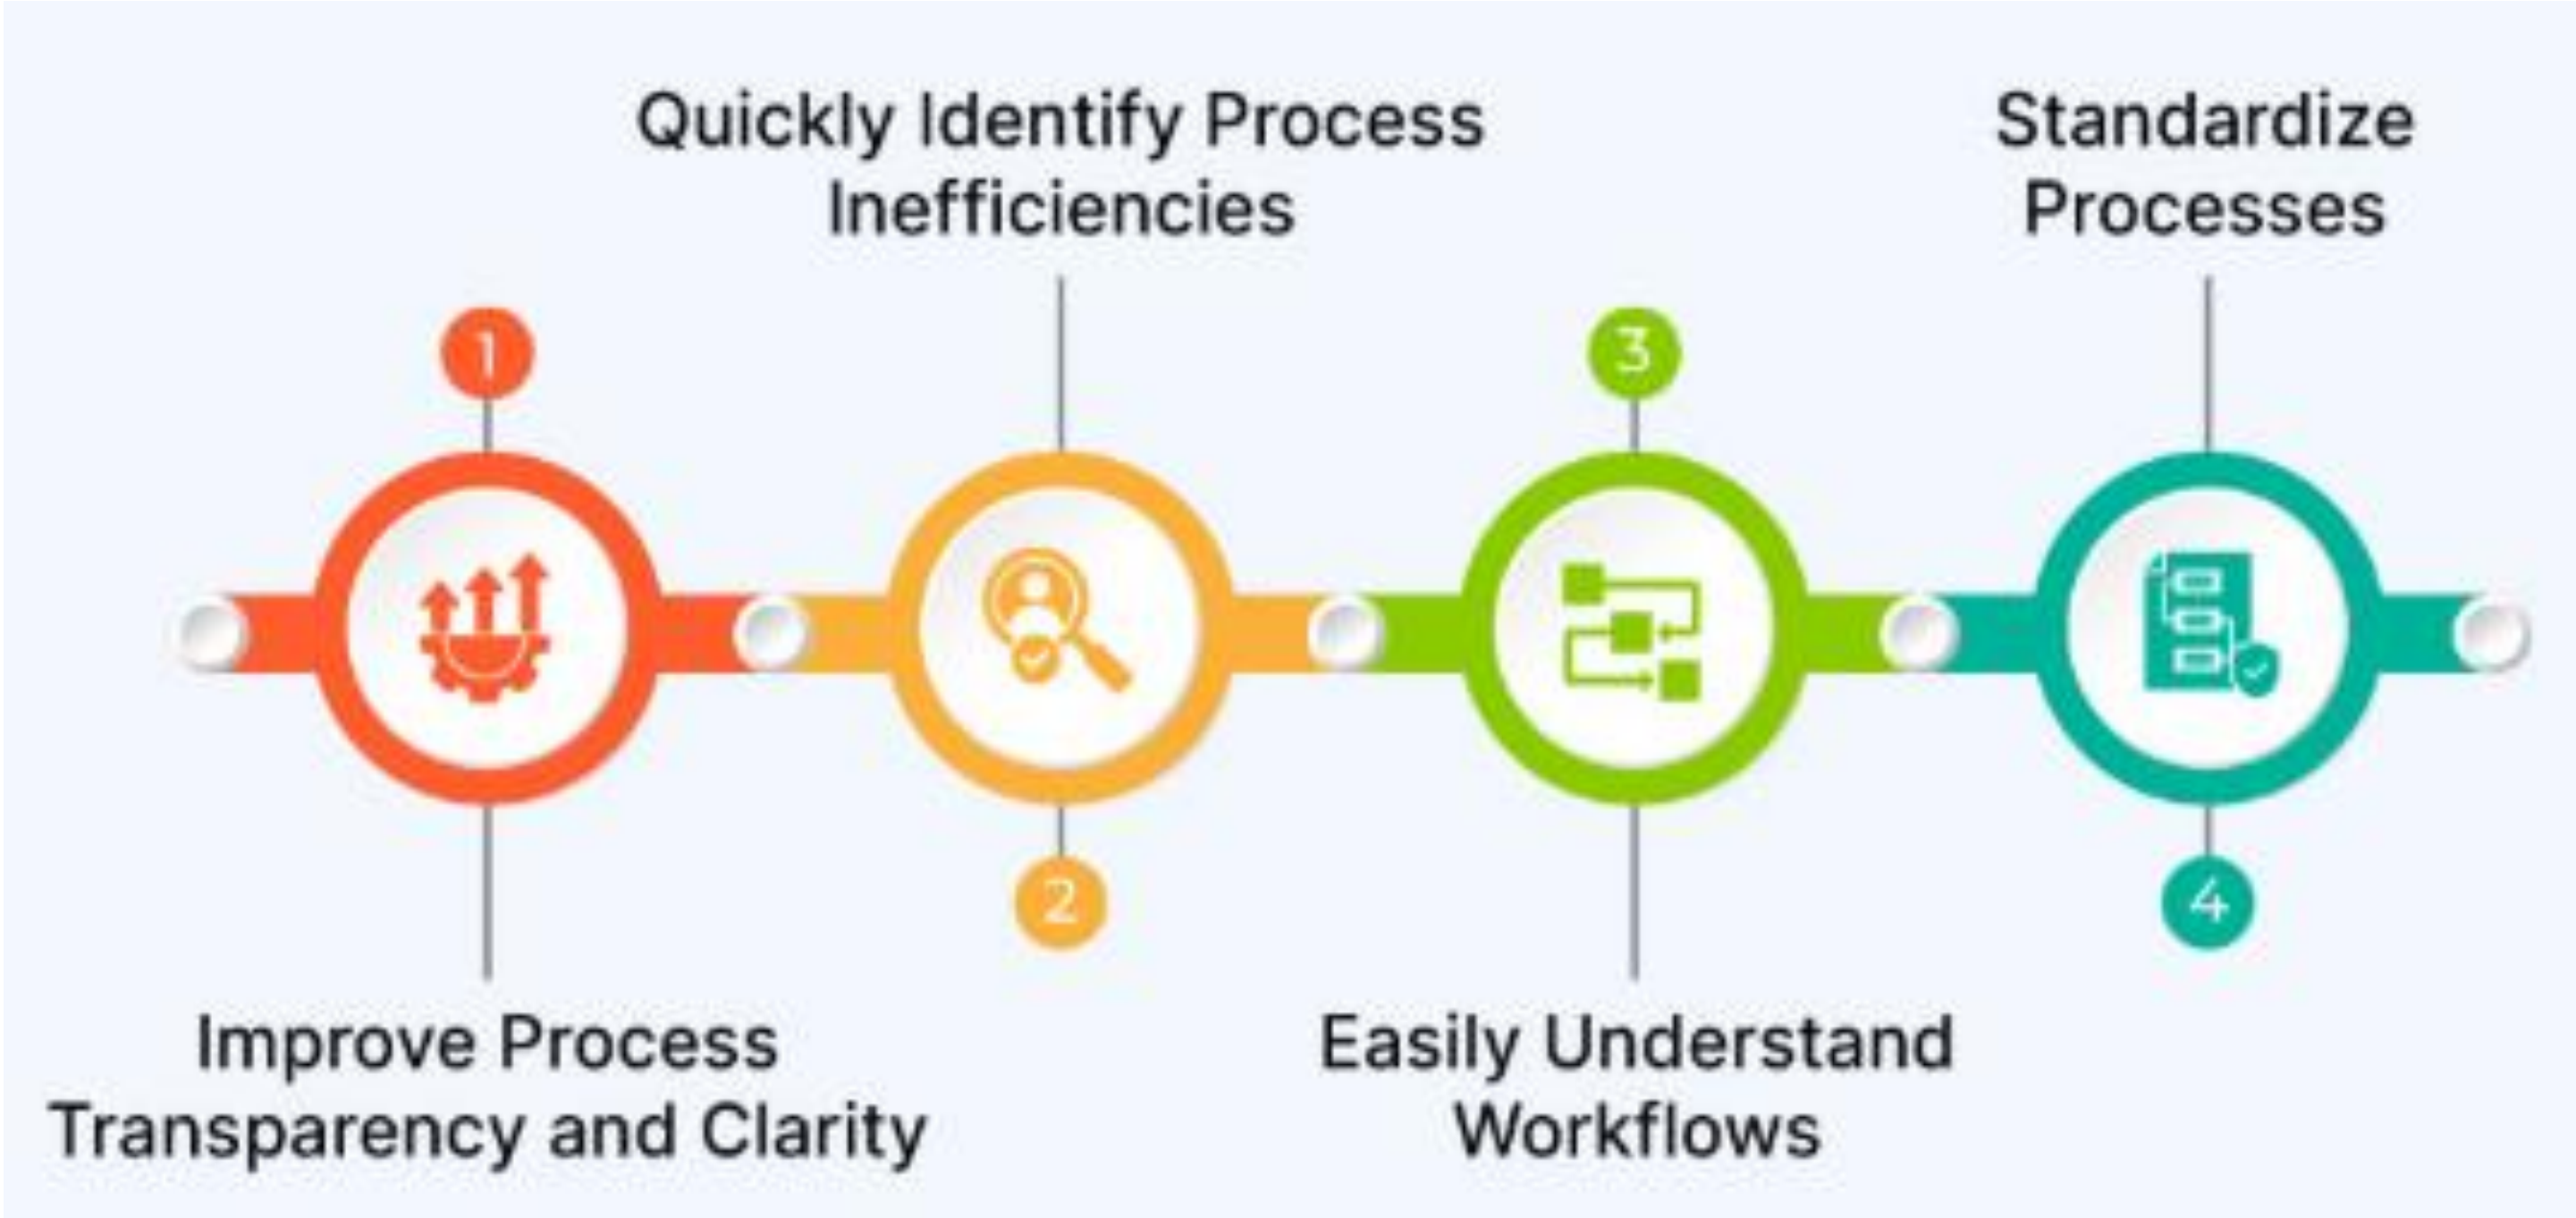 1
Improve Process
Transparency and Clarity
Quickly Identify Process
Inefficiencies
2
3
Easily Understand
Workflows
Standardize
Processes
4